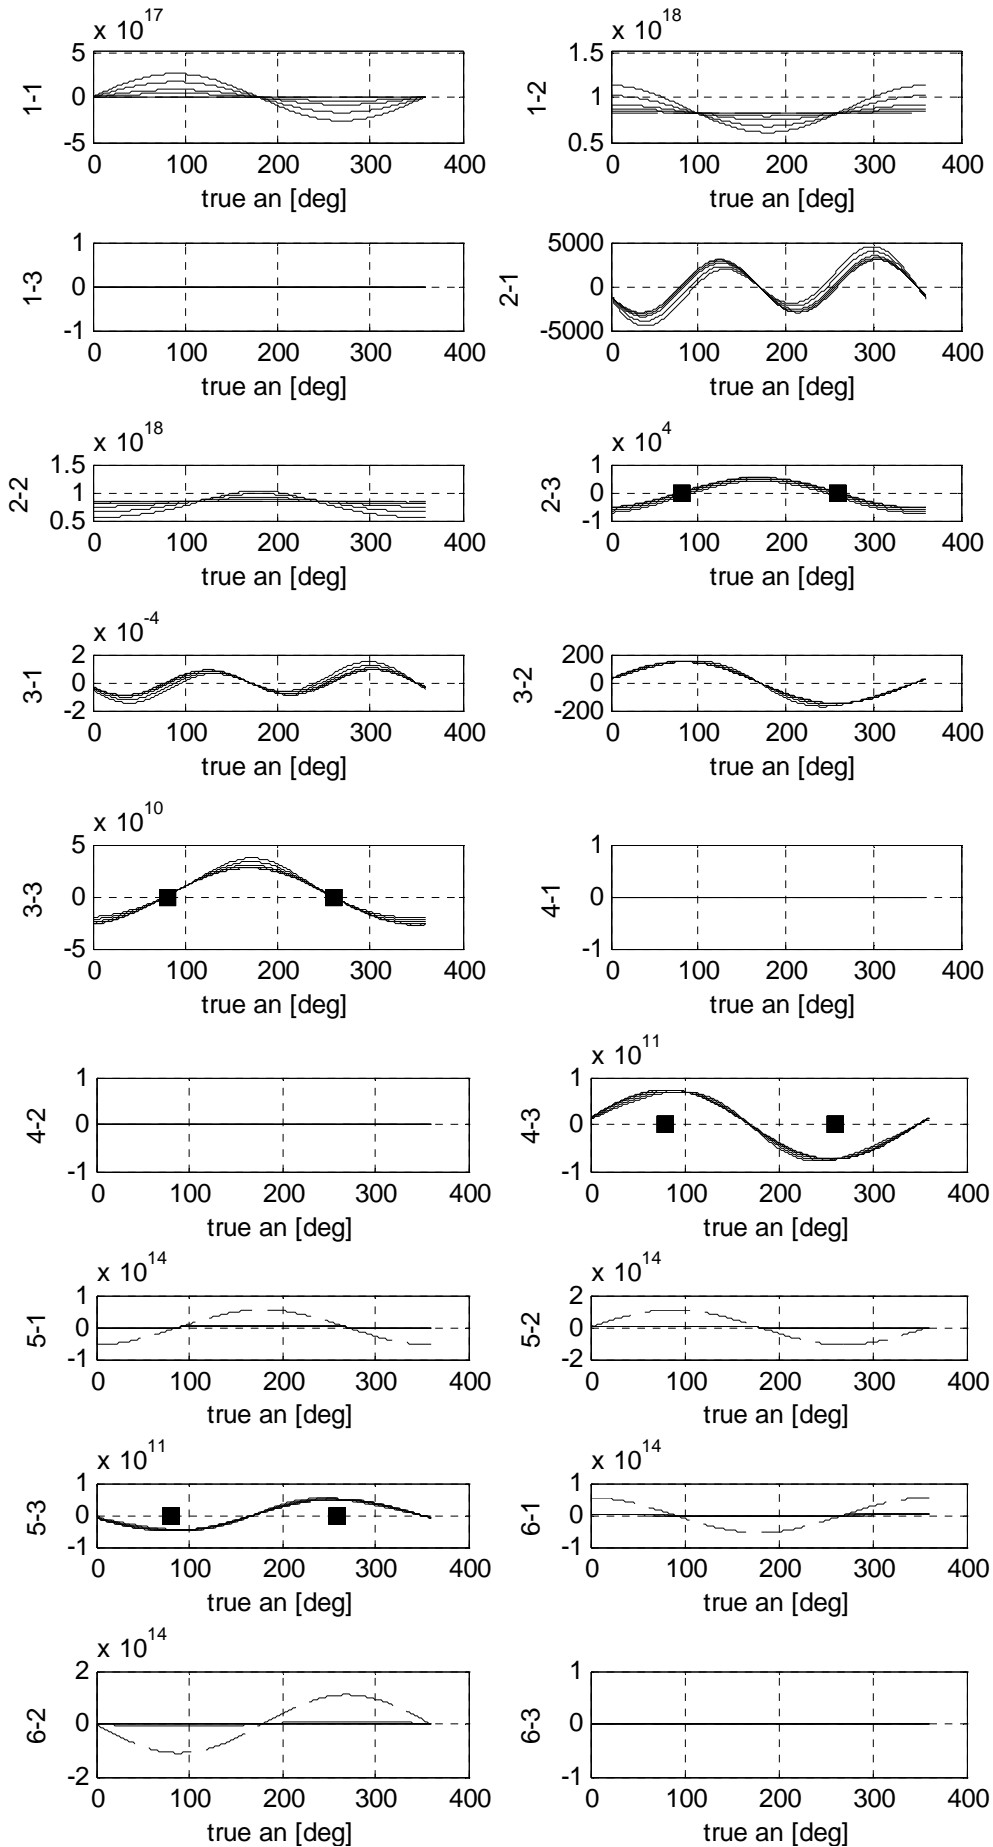 x 10^17
5
0
-5
1-1
0 100 200 300 400
true an [deg]
x 10^18
1.5
1
0.5
1-2
0 100 200 300 400
true an [deg]
1
0
-1
1-3
0 100 200 300 400
true an [deg]
5000
0
-5000
2-1
0 100 200 300 400
true an [deg]
x 10^18
1.5
1
0.5
2-2
0 100 200 300 400
true an [deg]
x 10^4
1
0
-1
2-3
0 100 200 300 400
true an [deg]
x 10^-4
2
0
-2
3-1
0 100 200 300 400
true an [deg]
200
0
-200
3-2
0 100 200 300 400
true an [deg]
x 10^10
5
0
-5
3-3
0 100 200 300 400
true an [deg]
1
0
-1
4-1
0 100 200 300 400
true an [deg]
1
0
-1
4-2
0 100 200 300 400
true an [deg]
x 10^11
1
0
-1
4-3
0 100 200 300 400
true an [deg]
x 10^14
1
0
-1
5-1
0 100 200 300 400
true an [deg]
x 10^14
2
0
-2
5-2
0 100 200 300 400
true an [deg]
x 10^11
1
0
-1
5-3
0 100 200 300 400
true an [deg]
x 10^14
1
0
-1
6-1
0 100 200 300 400
true an [deg]
x 10^14
2
0
-2
6-2
0 100 200 300 400
true an [deg]
1
0
-1
6-3
0 100 200 300 400
true an [deg]